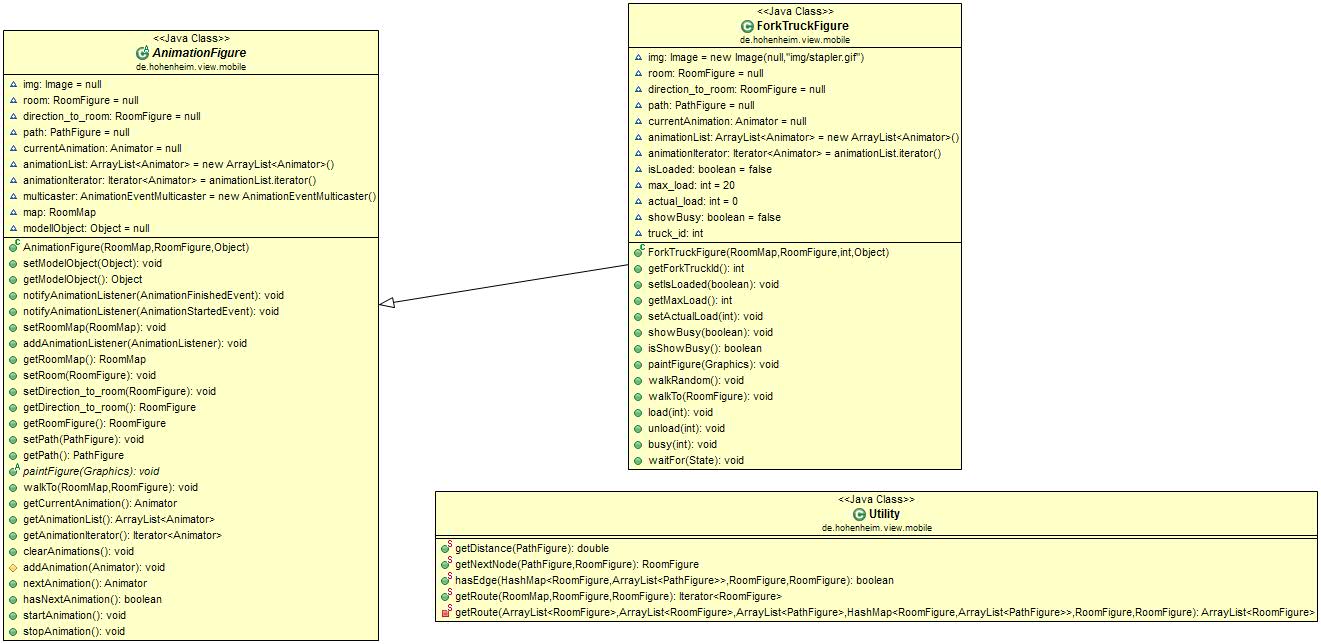 <<Java Class>>
AnimationFigure
de.hohenheim.view.mobile
img: Image = null
room: RoomFigure = null
direction_to_room: RoomFigure = null
path: PathFigure = null
currentAnimation: Animator = null
animationList: ArrayList<Animator> = new ArrayList<Animator>()
animationIterator: Iterator<Animator> = animationList.iterator()
multicaster: AnimationEventMulticaster = new AnimationEventMulticaster()
map: RoomMap
modellObject: Object = null
AnimationFigure(RoomMap,RoomFigure,Object)
setModelObject(Object): void
getModelObject(): Object
notifyAnimationListener(AnimationFinishedEvent): void
notifyAnimationListener(AnimationStartedEvent): void
setRoomMap(RoomMap): void
addAnimationListener(AnimationListener): void
getRoomMap(): RoomMap
setRoom(RoomFigure): void
setDirection_to_room(RoomFigure): void
getDirection_to_room(): RoomFigure
getRoomFigure(): RoomFigure
setPath(PathFigure): void
getPath(): PathFigure
paintFigure(Graphics): void
walkTo(RoomMap,RoomFigure): void
getCurrentAnimation(): Animator
getAnimationList(): ArrayList<Animator>
getAnimationIterator(): Iterator<Animator>
clearAnimations(): void
addAnimation(Animator): void
nextAnimation(): Animator
hasNextAnimation(): boolean
startAnimation(): void
stopAnimation(): void
<<Java Class>>
ForkTruckFigure
de.hohenheim.view.mobile
img: Image = new Image(null,"img/stapler.gif")
room: RoomFigure = null
direction_to_room: RoomFigure = null
path: PathFigure = null
currentAnimation: Animator = null
animationList: ArrayList<Animator> = new ArrayList<Animator>()
animationIterator: Iterator<Animator> = animationList.iterator()
isLoaded: boolean = false
max_load: int = 20
actual_load: int = 0
showBusy: boolean = false
truck_id: int
ForkTruckFigure(RoomMap,RoomFigure,int,Object)
getForkTruckId(): int
setIsLoaded(boolean): void
getMaxLoad(): int
setActualLoad(int): void
showBusy(boolean): void
isShowBusy(): boolean
paintFigure(Graphics): void
walkRandom(): void
walkTo(RoomFigure): void
load(int): void
unload(int): void
busy(int): void
waitFor(State): void
<<Java Class>>
Utility
de.hohenheim.view.mobile
getDistance(PathFigure): double
getNextNode(PathFigure,RoomFigure): RoomFigure
hasEdge(HashMap<RoomFigure,ArrayList<PathFigure>>,RoomFigure,RoomFigure): boolean
getRoute(RoomMap,RoomFigure,RoomFigure): Iterator<RoomFigure>
getRoute(ArrayList<RoomFigure>,ArrayList<RoomFigure>,ArrayList<PathFigure>,HashMap<RoomFigure,ArrayList<PathFigure>>,RoomFigure,RoomFigure): ArrayList<RoomFigure>